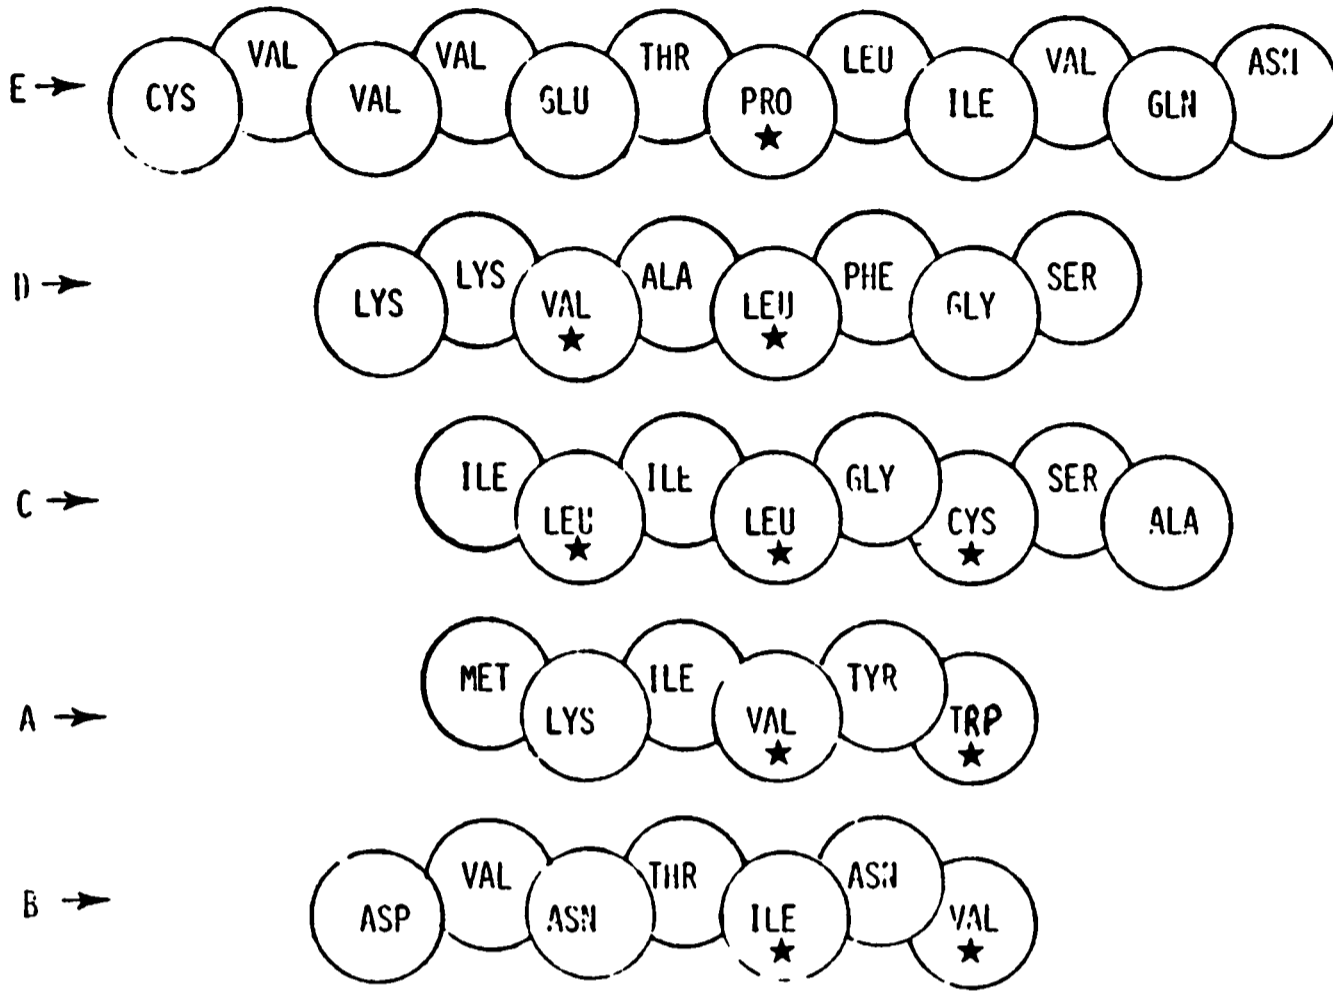 E → CYS VAL VAL VAL GLU THR PRO LEU ILE VAL GLN ASN
★
D → LYS LYS VAL ALA LEU PHE GLY SER
★ ★
C → ILE LEU ILE LEU GLY CYS SER ALA
★ ★ ★
A → MET LYS ILE VAL TYR TRP
★ ★
B → ASP VAL ASN THR ILE ASN VAL
★ ★